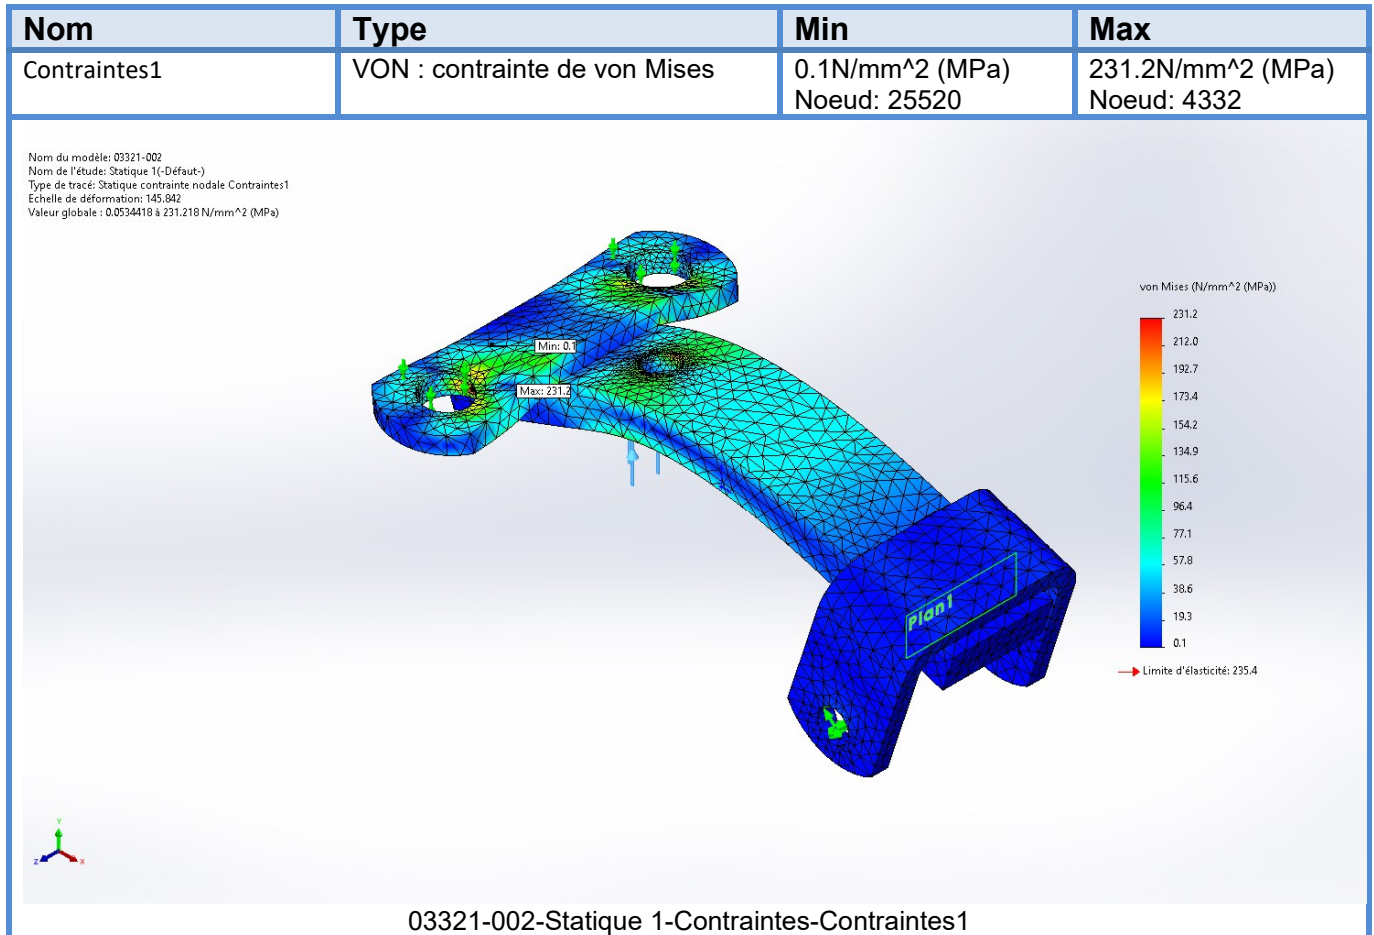 Nom Type Min Max
Contraintes1 VON : contrainte de von Mises 0.1N/mm^2 (MPa) 231.2N/mm^2 (MPa)
Noeud: 25520 Noeud: 4332
Nom du modèle: 03321-002
Nom de l'étude: Statique 1(-Défaut-)
Type de tracé: Statique contrainte nodale Contraintes1
Echelle de déformation: 145.842
Valeur globale : 0.0534418 à 231.218 N/mm^2 (MPa)
von Mises (N/mm^2 (MPa))
231.2
212.0
192.7
173.4
154.2
134.9
115.6
96.4
77.1
57.8
38.6
19.3
0.1
Limite d'élasticité: 235.4
Min: 0.1
Max: 231.2
Plan1
Y
Z
X
03321-002-Statique 1-Contraintes-Contraintes1